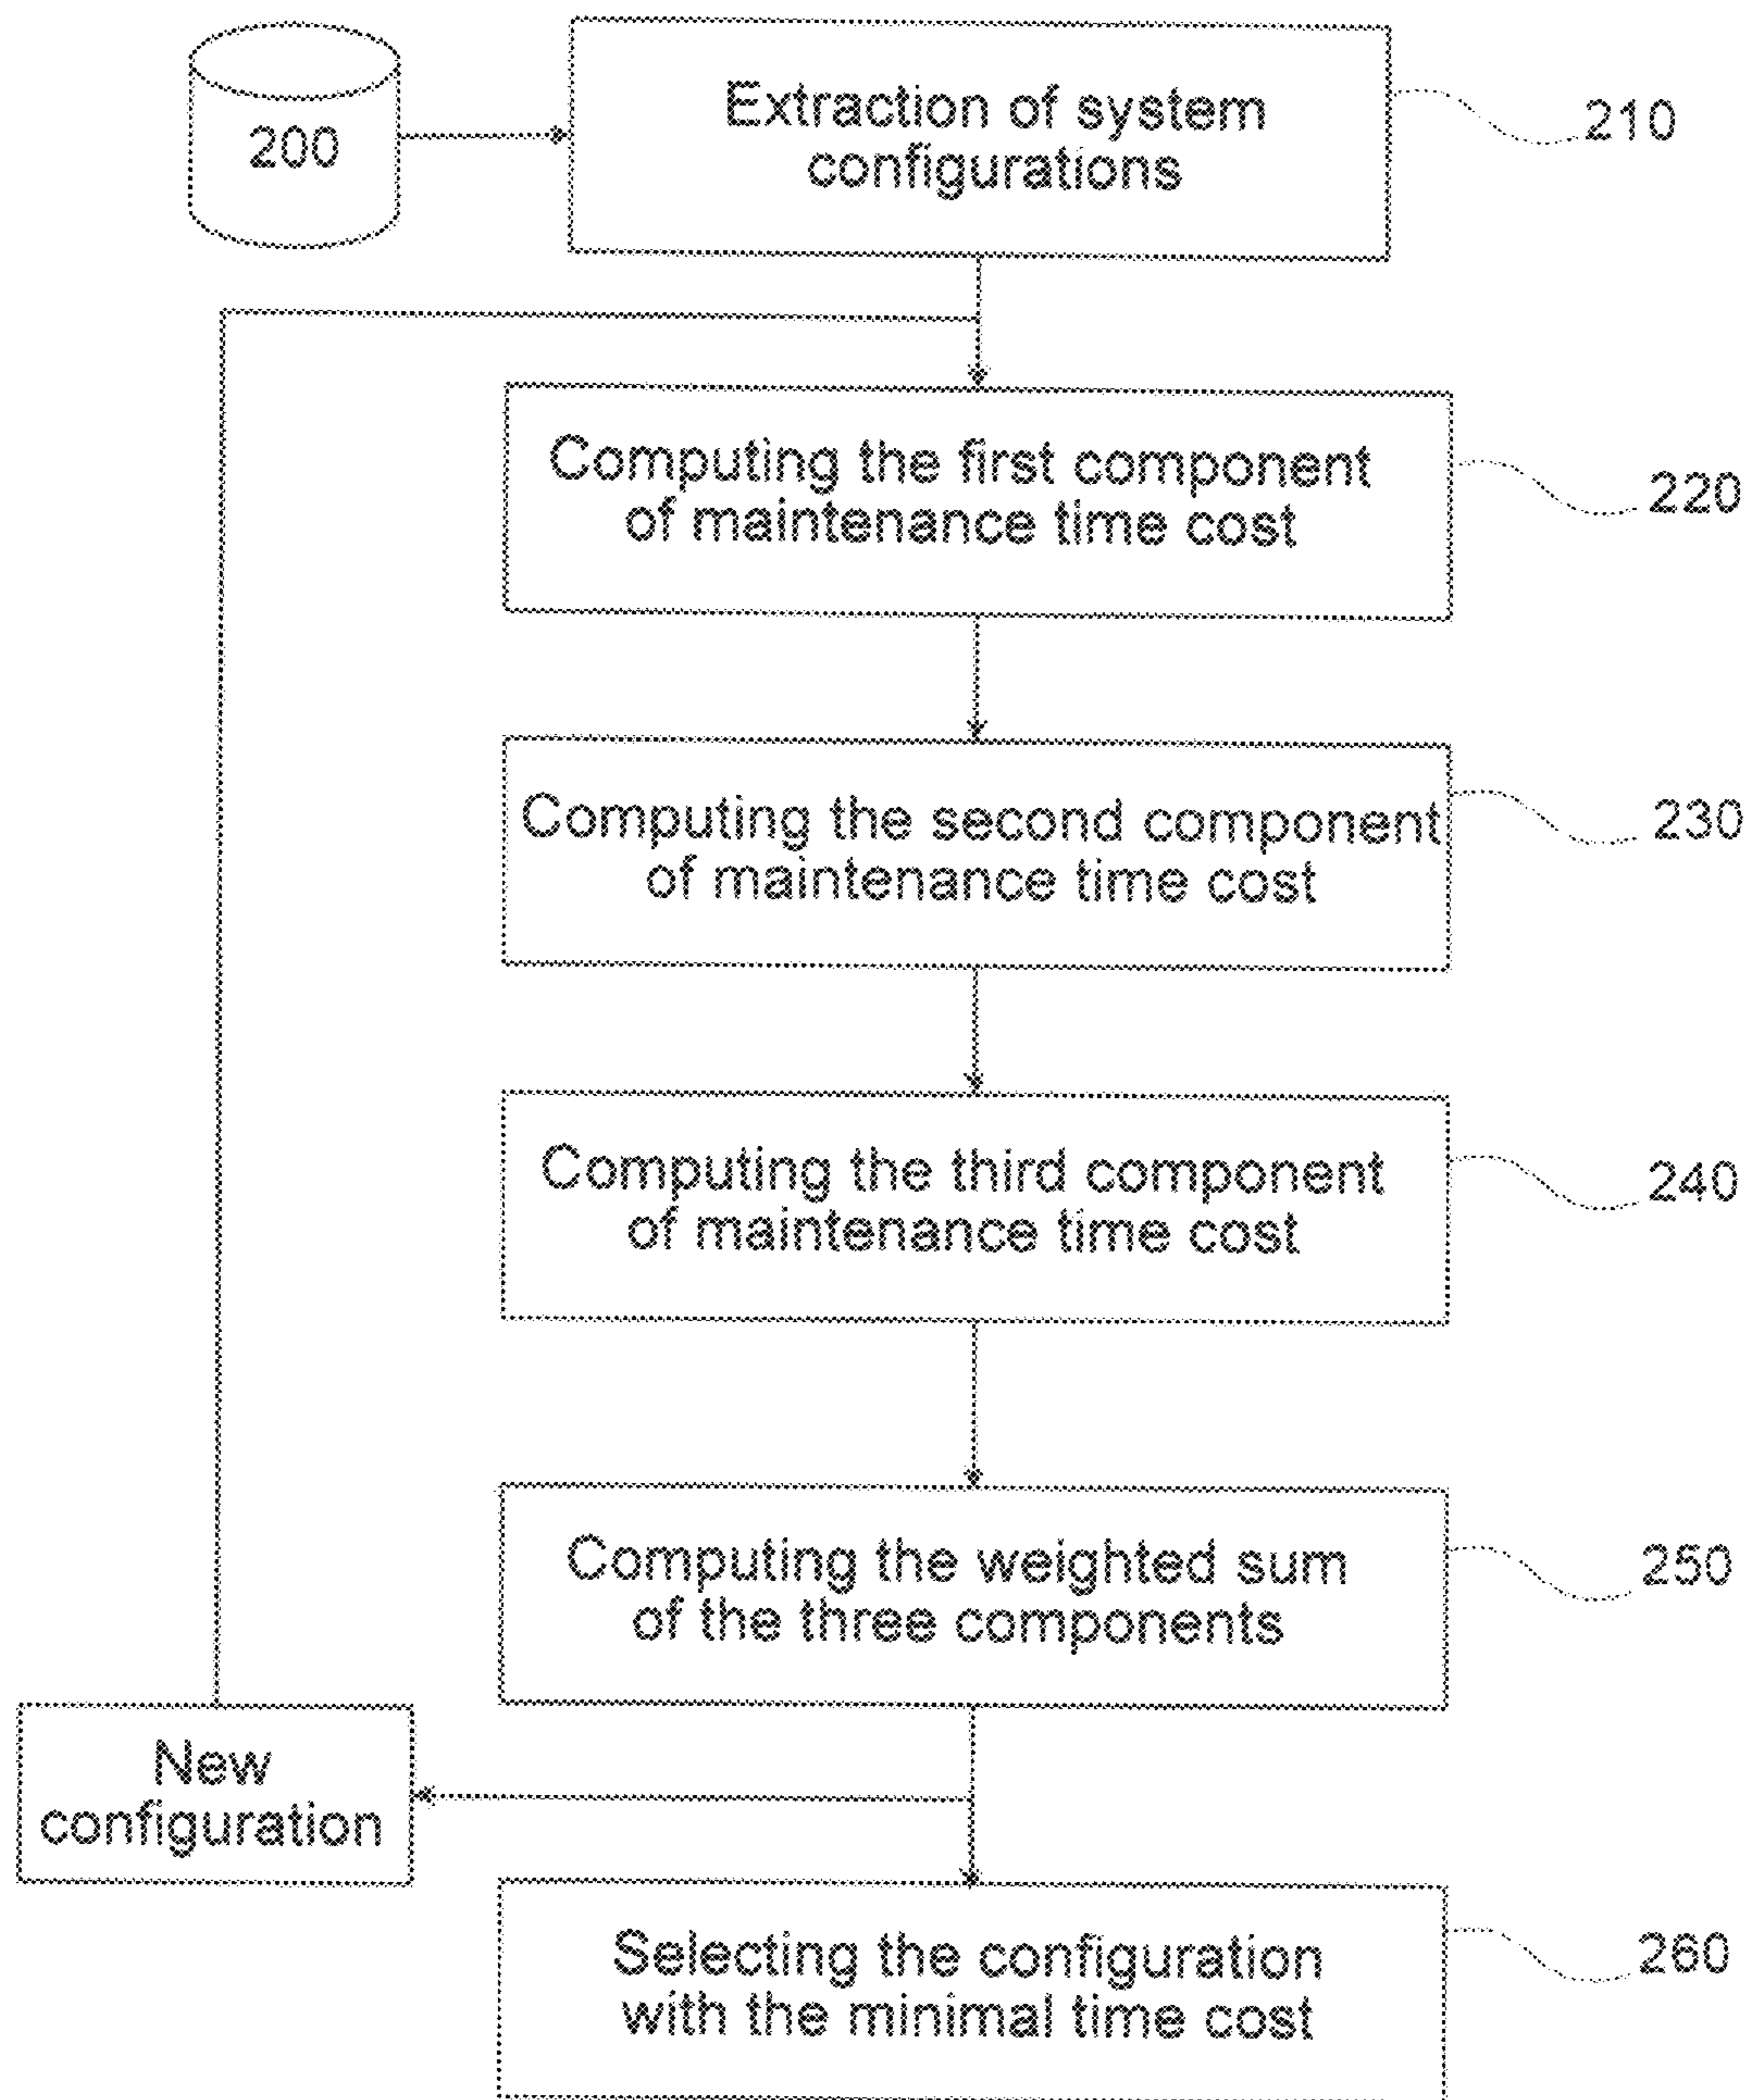 200
Extraction of system
configurations
210
Computing the first component
of maintenance time cost
220
Computing the second component
of maintenance time cost
230
Computing the third component
of maintenance time cost
240
Computing the weighted sum
of the three components
250
New
configuration
Selecting the configuration
with the minimal time cost
260